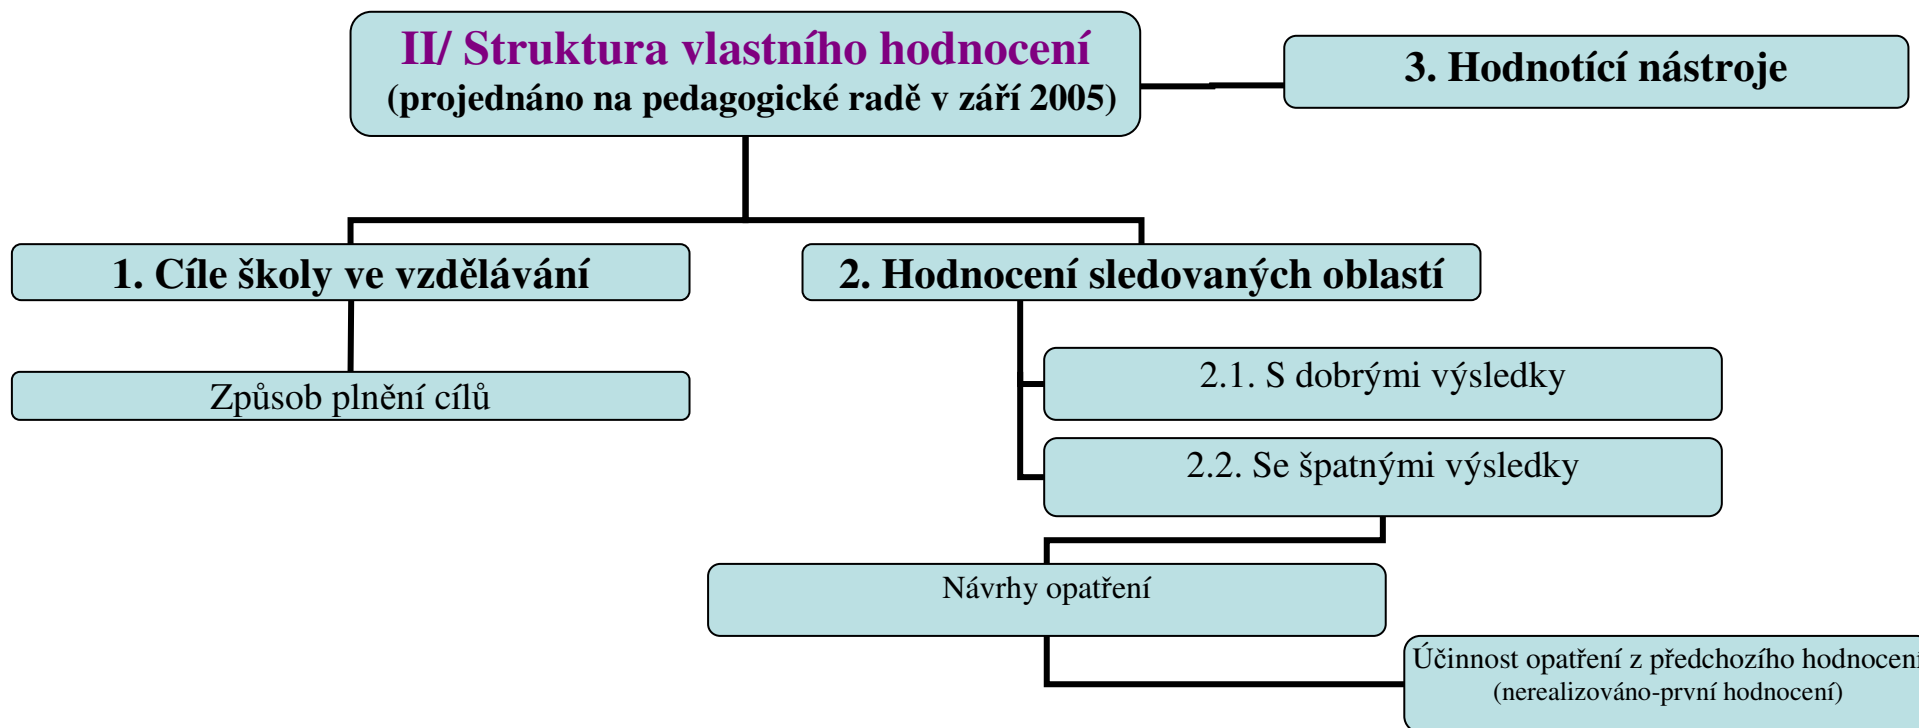 II/ Struktura vlastního hodnocení
(projednáno na pedagogické radě v září 2005)
3. Hodnotící nástroje
1. Cíle školy ve vzdělávání
2. Hodnocení sledovaných oblastí
Způsob plnění cílů
2.1. S dobrými výsledky
2.2. Se špatnými výsledky
Návrhy opatření
Účinnost opatření z předchozího hodnocení
(nerealizováno-první hodnocení)